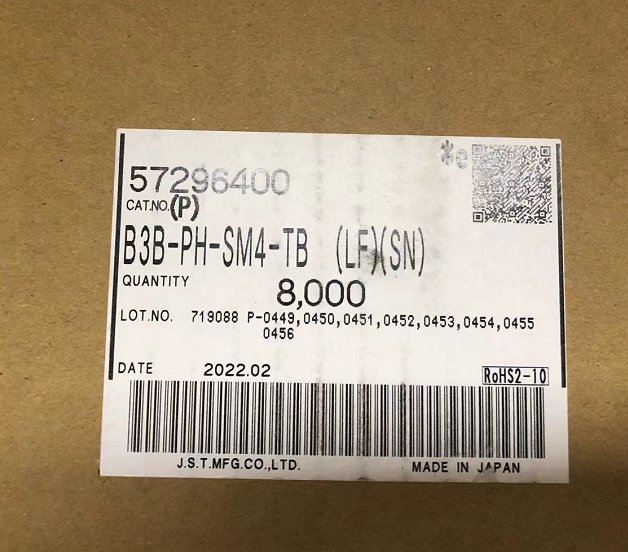 *e
57296400
CAT.NO.(P)
B3B-PH-SM4-TB (LF)(SN)
QUANTITY 8,000
LOT.NO. 719088 P-0449,0450,0451,0452,0453,0454,0455
0456
DATE 2022.02 RoHS2-10
J.S.T.MFG.CO.,LTD. MADE IN JAPAN